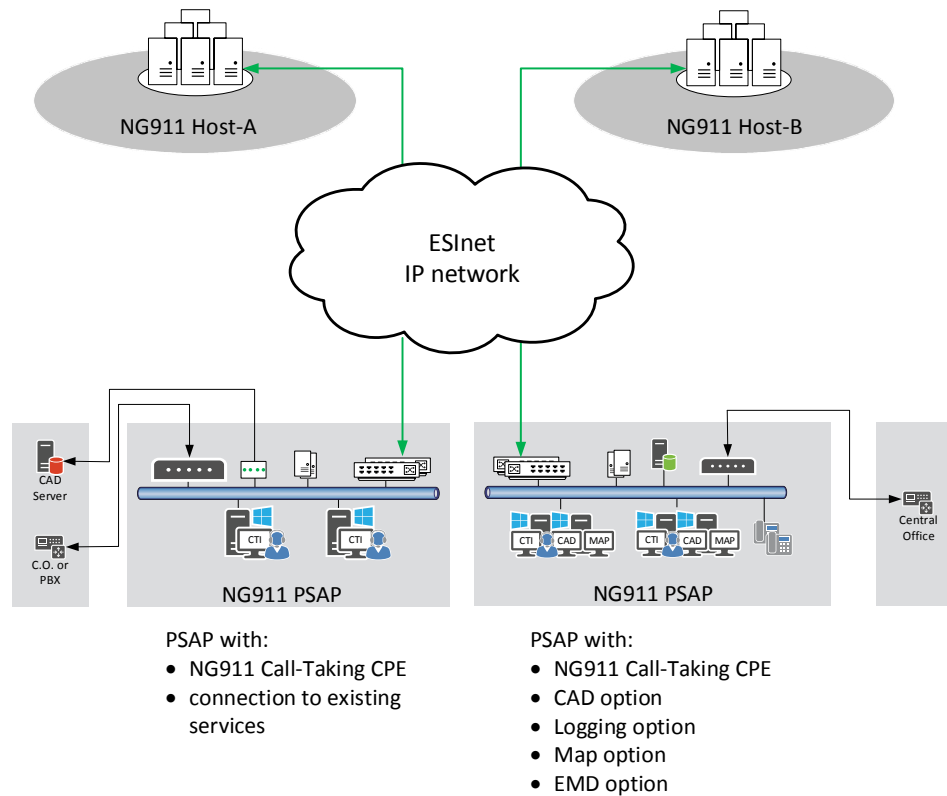 NG911 Host-A
NG911 Host-B
ESInet
IP network
CAD
Server
C.O. or
PBX
CTI
CTI
NG911 PSAP
CTI
CAD
MAP
CTI
CAD
MAP
NG911 PSAP
Central
Office
PSAP with:
• NG911 Call-Taking CPE
• connection to existing
services
PSAP with:
• NG911 Call-Taking CPE
• CAD option
• Logging option
• Map option
• EMD option